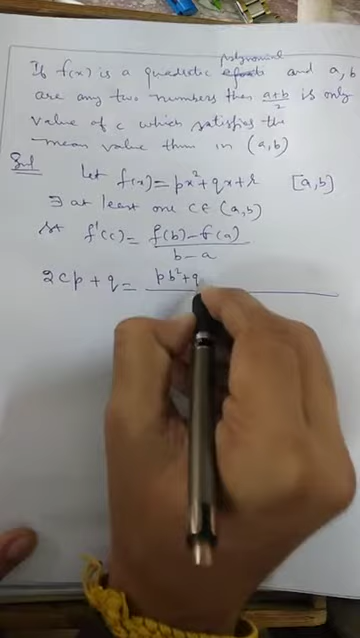 polynomial
If f(x) is a quadratic and a, b
are any two numbers then a+b/2 is only
value of c which satisfies the
mean value thm in (a, b)
Sol Let f(x) = px²+qx+r [a, b]
∃ at least one c ∈ (a, b)
st f'(c) = f(b) - f(a) / b - a
2cp + q = pb²+q